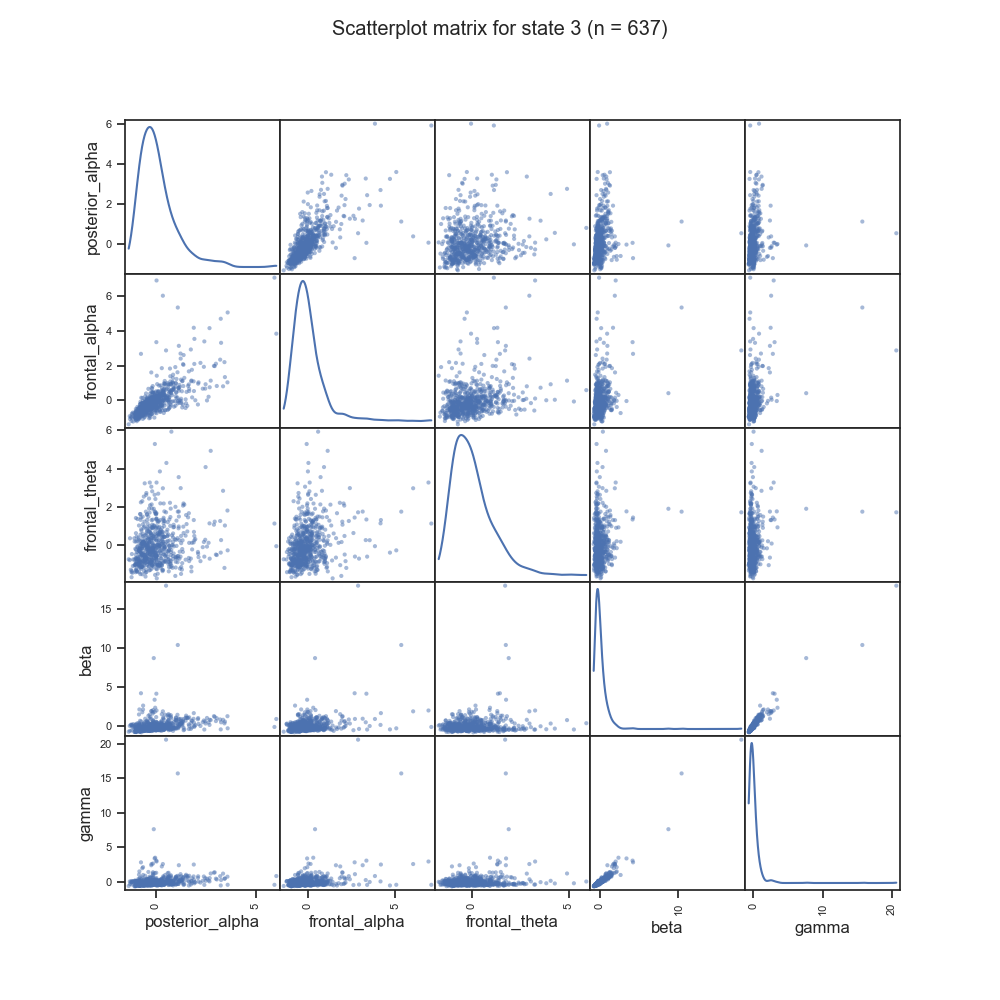 Scatterplot matrix for state 3 (n = 637)
posterior_alpha
6
4
2
0
frontal_alpha
6
4
2
0
frontal_theta
6
4
2
0
beta
15
10
5
0
gamma
20
15
10
5
0
0 5 0 5 0 5 0 10 0 10 20
posterior_alpha frontal_alpha frontal_theta beta gamma